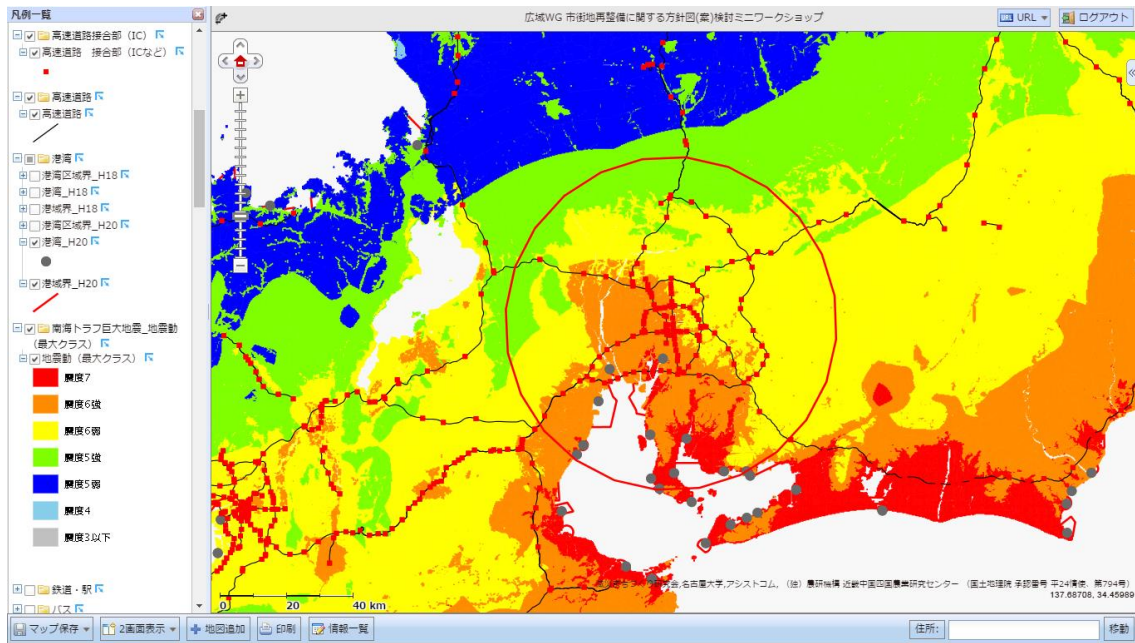 凡例一覧
広域WG 市街地再整備に関する方針図(案)検討ミニワークショップ
URL
ログアウト
高速道路接合部（IC）
高速道路 接合部（ICなど）
高速道路
高速道路
港湾
港湾区域界_H18
港湾_H18
港域界_H18
港湾区域界_H20
港湾_H20
港域界_H20
南海トラフ巨大地震_地震動
（最大クラス）
地震動（最大クラス）
震度7
震度6強
震度6弱
震度5強
震度5弱
震度4
震度3以下
鉄道・駅
バス
0 20 40 km
会,名古屋大学,アシストコム, （独）農研機構 近畿中国四国農業研究センター （国土地理院 承認番号 平24情使、第794号）
137.68708, 34.45989
マップ保存
2画面表示
地図追加
印刷
情報一覧
住所:
移動